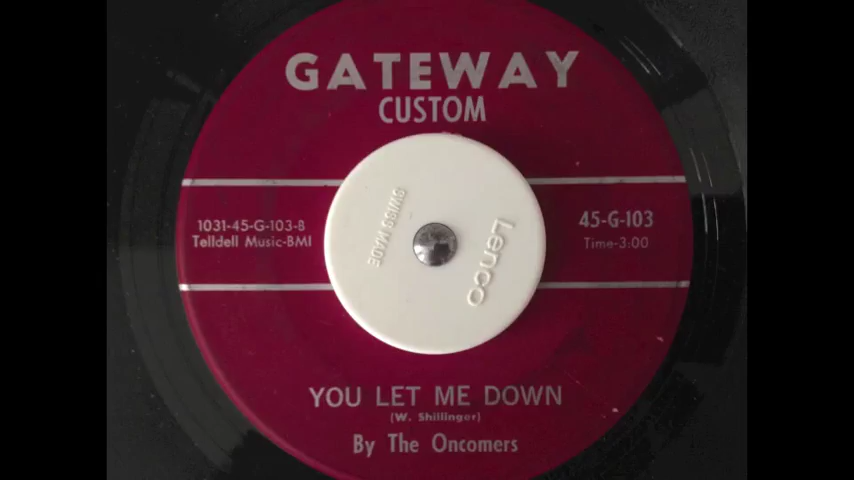 GATEWAY
CUSTOM
1031-45-G-103-B
Telldell Music-BMI
45-G-103
Time-3:00
SWISS MADE
Lenco
YOU LET ME DOWN
(W. Shillinger)
By The Oncomers